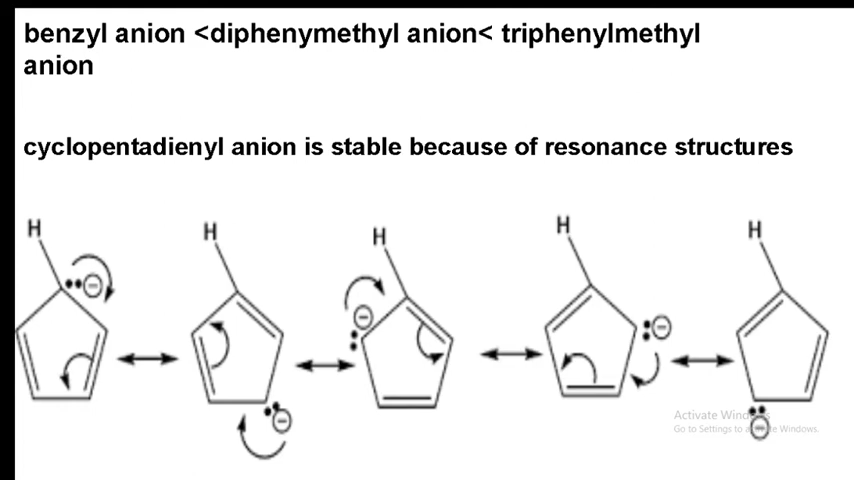 benzyl anion <diphenymethyl anion< triphenylmethyl
anion
cyclopentadienyl anion is stable because of resonance structures
H
H
H
H
H
Activate Windows
Go to Settings to activate Windows.